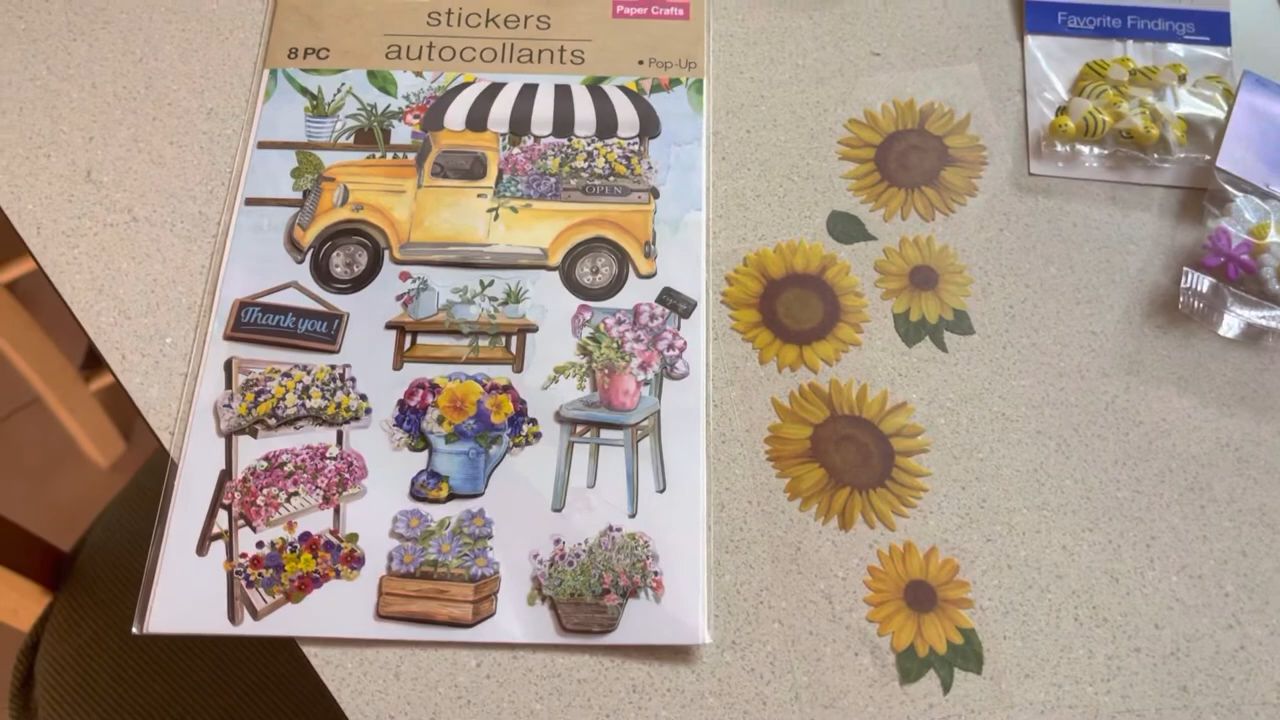 stickers
Paper Crafts
autocollants
8 PC
• Pop-Up
OPEN
Thank you !
Favorite Findings